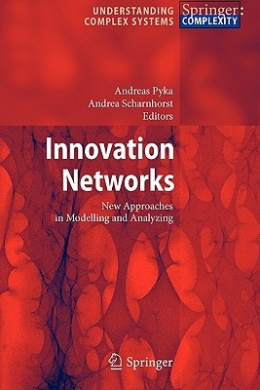 UNDERSTANDING
COMPLEX SYSTEMS
Springer:
COMPLEXITY
Andreas Pyka
Andrea Scharnhorst
Editors
Innovation
Networks
New Approaches
in Modelling and Analyzing
Springer